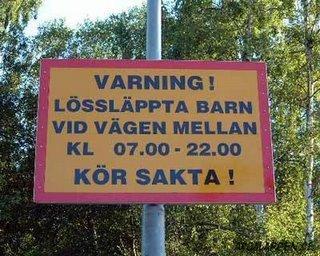 VARNING !
LÖSSLÄPPTA BARN
VID VÄGEN MELLAN
KL 07.00 - 22.00
KÖR SAKTA !